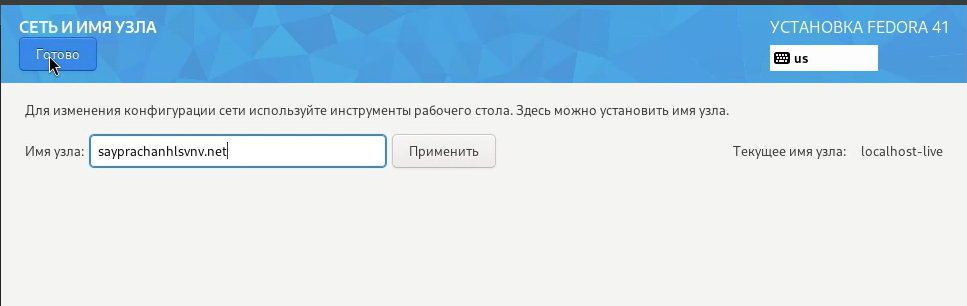 СЕТЬ И ИМЯ УЗЛА
УСТАНОВКА FEDORA 41
Готово
us
Для изменения конфигурации сети используйте инструменты рабочего стола. Здесь можно установить имя узла.
Имя узла: sayprachanhlsvnv.net Применить Текущее имя узла: localhost-live